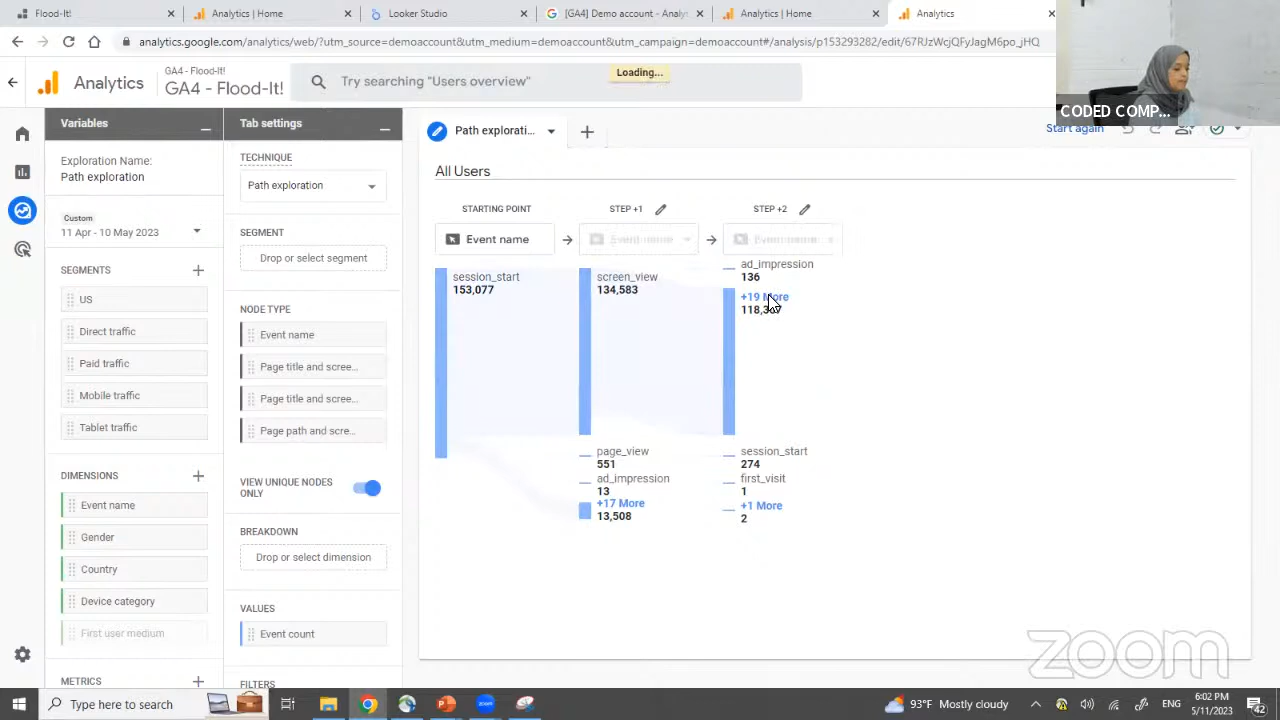 Flood-It!
Analytics | Home
Looker Studio
[GA4] Demo account - Analy
Analytics | Home
Analytics
analytics.google.com/analytics/web/?utm_source=demoaccount&utm_medium=demoaccount&utm_campaign=demoaccount#/analysis/p153293282/edit/67RJzWcjQFyJagM6po_jHQ
Analytics
GA4 - Flood-It!
GA4 - Flood-It!
Try searching "Users overview"
Loading...
CODED COMP...
Start again
Variables
Exploration Name:
Path exploration
Custom
11 Apr - 10 May 2023
SEGMENTS
US
Direct traffic
Paid traffic
Mobile traffic
Tablet traffic
DIMENSIONS
Event name
Gender
Country
Device category
First user medium
METRICS
Tab settings
TECHNIQUE
Path exploration
SEGMENT
Drop or select segment
NODE TYPE
Event name
Page title and scree...
Page title and scree...
Page path and scre...
VIEW UNIQUE NODES
ONLY
BREAKDOWN
Drop or select dimension
VALUES
Event count
FILTERS
Path explorati...
All Users
STARTING POINT
STEP +1
STEP +2
Event name
session_start
153,077
screen_view
134,583
page_view
551
ad_impression
13
+17 More
13,508
ad_impression
136
+19 More
session_start
274
first_visit
1
+1 More
2
zoom
Type here to search
93°F Mostly cloudy
ENG
6:02 PM
5/11/2023
42